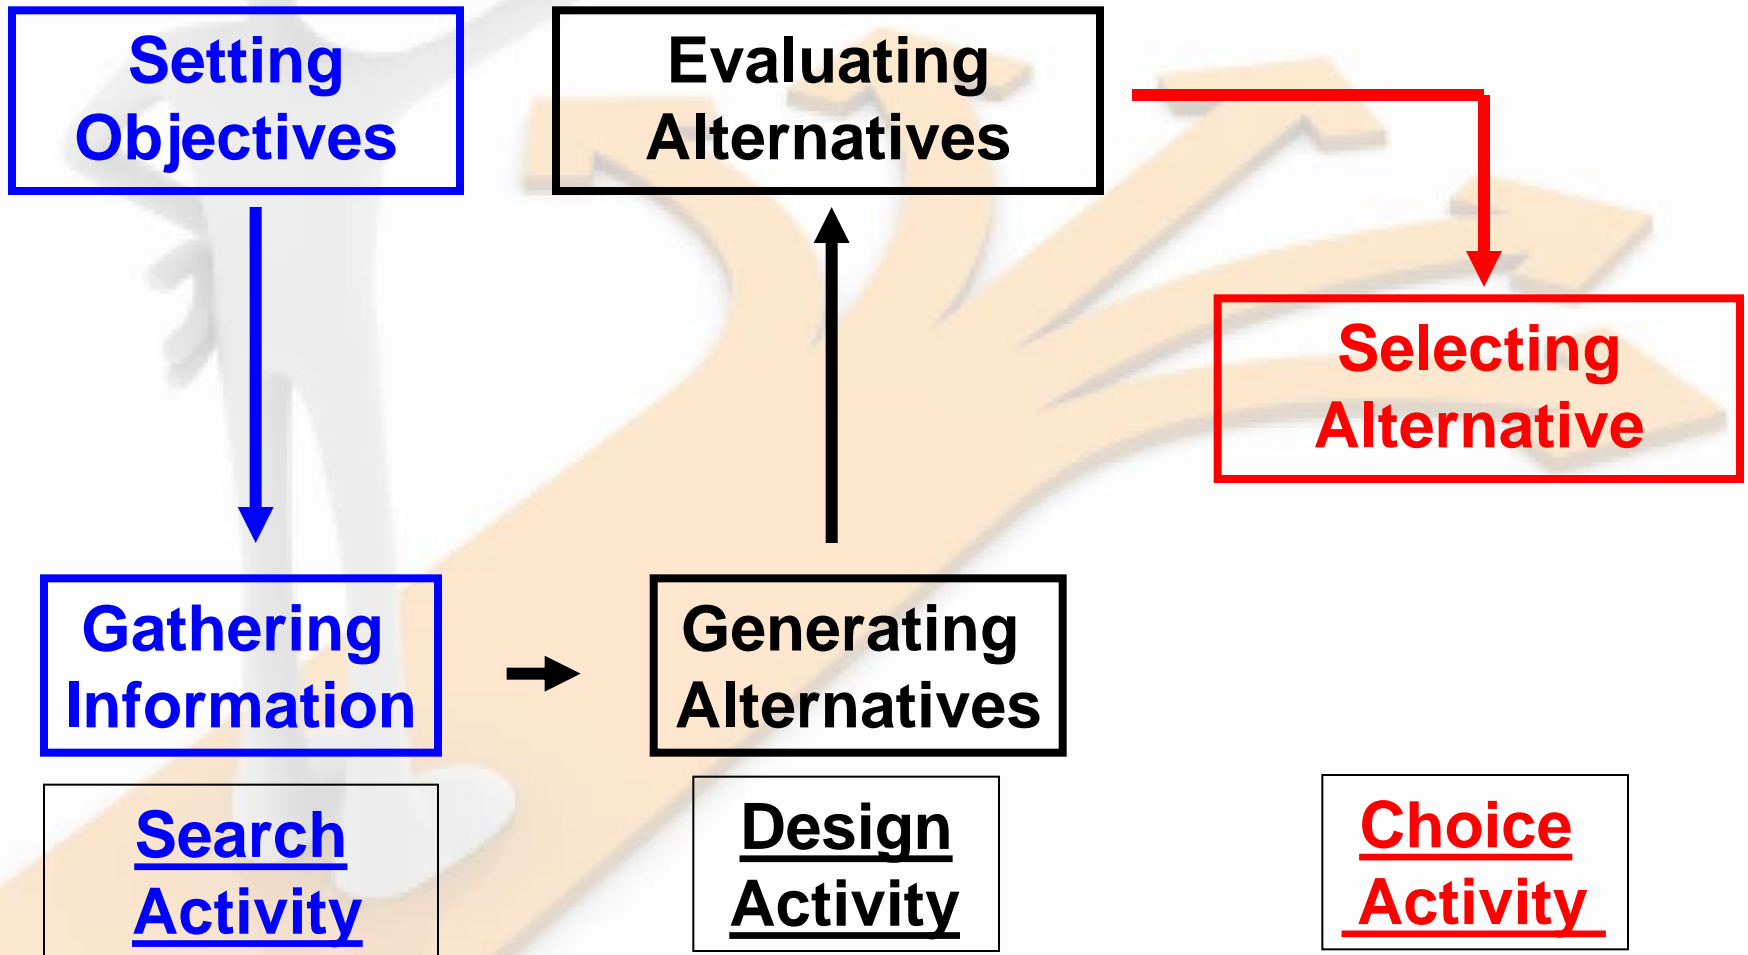 Setting
Objectives
Evaluating
Alternatives
Selecting
Alternative
Gathering
Information
Generating
Alternatives
Search
Activity
Design
Activity
Choice
Activity